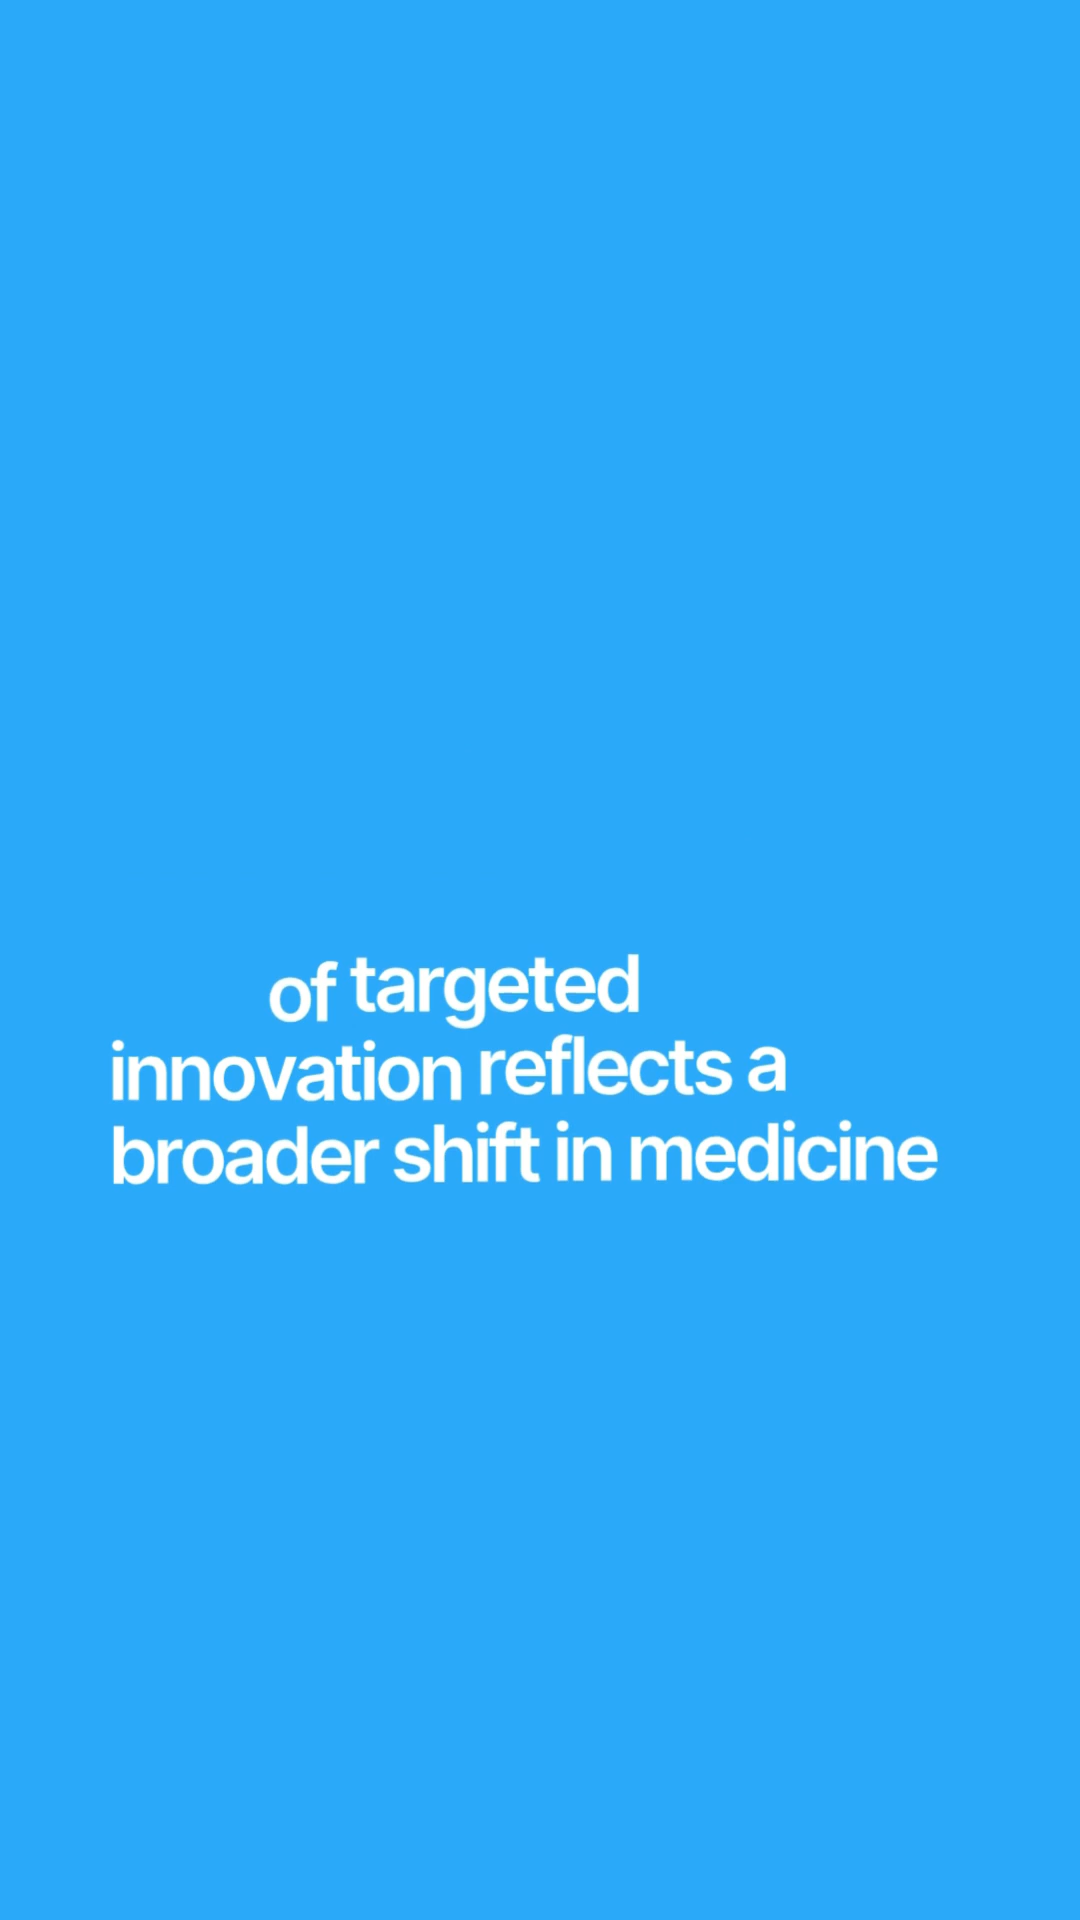 of targeted
innovation reflects a
broader shift in medicine